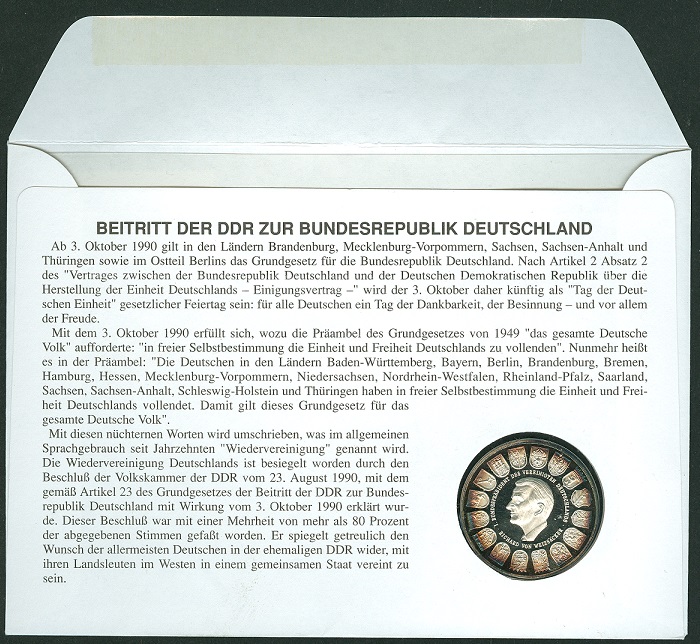 BEITRITT DER DDR ZUR BUNDESREPUBLIK DEUTSCHLAND
Ab 3. Oktober 1990 gilt in den Ländern Brandenburg, Mecklenburg-Vorpommern, Sachsen, Sachsen-Anhalt und
Thüringen sowie im Ostteil Berlins das Grundgesetz für die Bundesrepublik Deutschland. Nach Artikel 2 Absatz 2
des "Vertrages zwischen der Bundesrepublik Deutschland und der Deutschen Demokratischen Republik über die
Herstellung der Einheit Deutschlands – Einigungsvertrag –" wird der 3. Oktober daher künftig als "Tag der Deut-
schen Einheit" gesetzlicher Feiertag sein: für alle Deutschen ein Tag der Dankbarkeit, der Besinnung – und vor allem
der Freude.
Mit dem 3. Oktober 1990 erfüllt sich, wozu die Präambel des Grundgesetzes von 1949 "das gesamte Deutsche
Volk" aufforderte: "in freier Selbstbestimmung die Einheit und Freiheit Deutschlands zu vollenden". Nunmehr heißt
es in der Präambel: "Die Deutschen in den Ländern Baden-Württemberg, Bayern, Berlin, Brandenburg, Bremen,
Hamburg, Hessen, Mecklenburg-Vorpommern, Niedersachsen, Nordrhein-Westfalen, Rheinland-Pfalz, Saarland,
Sachsen, Sachsen-Anhalt, Schleswig-Holstein und Thüringen haben in freier Selbstbestimmung die Einheit und Frei-
heit Deutschlands vollendet. Damit gilt dieses Grundgesetz für das
gesamte Deutsche Volk".
Mit diesen nüchternen Worten wird umschrieben, was im allgemeinen
Sprachgebrauch seit Jahrzehnten "Wiedervereinigung" genannt wird.
Die Wiedervereinigung Deutschlands ist besiegelt worden durch den
Beschluß der Volkskammer der DDR vom 23. August 1990, mit dem
gemäß Artikel 23 des Grundgesetzes der Beitritt der DDR zur Bundes-
republik Deutschland mit Wirkung vom 3. Oktober 1990 erklärt wur-
de. Dieser Beschluß war mit einer Mehrheit von mehr als 80 Prozent
der abgegebenen Stimmen gefaßt worden. Er spiegelt getreulich den
Wunsch der allermeisten Deutschen in der ehemaligen DDR wider, mit
ihren Landsleuten im Westen in einem gemeinsamen Staat vereint zu
sein.
1. BUNDESPRÄSIDENT DES VEREINIGTEN DEUTSCHLANDS
RICHARD VON WEIZSÄCKER